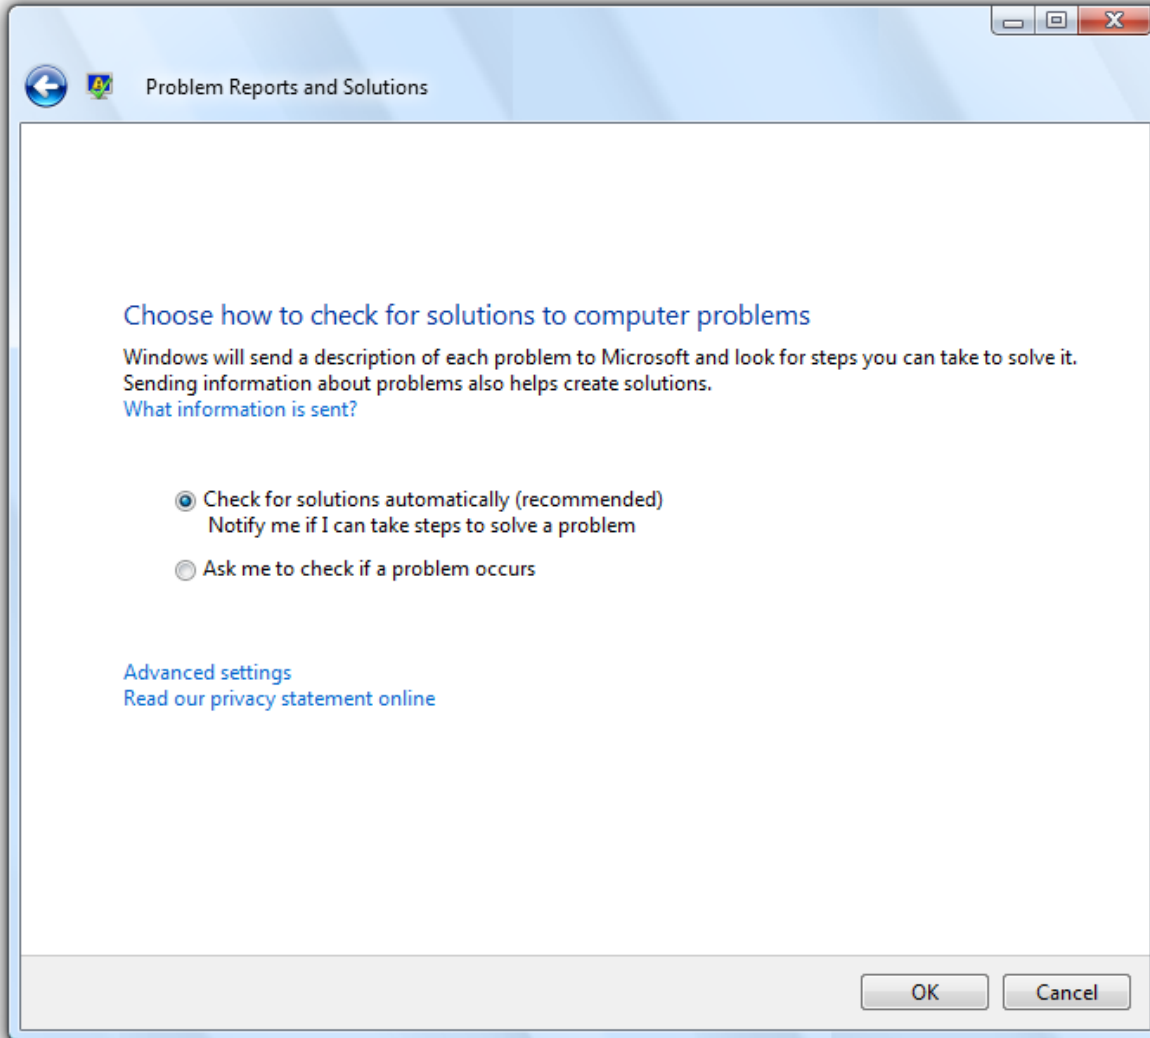 Problem Reports and Solutions
Choose how to check for solutions to computer problems
Windows will send a description of each problem to Microsoft and look for steps you can take to solve it.
Sending information about problems also helps create solutions.
What information is sent?
Check for solutions automatically (recommended)
Notify me if I can take steps to solve a problem
Ask me to check if a problem occurs
Advanced settings
Read our privacy statement online
OK Cancel